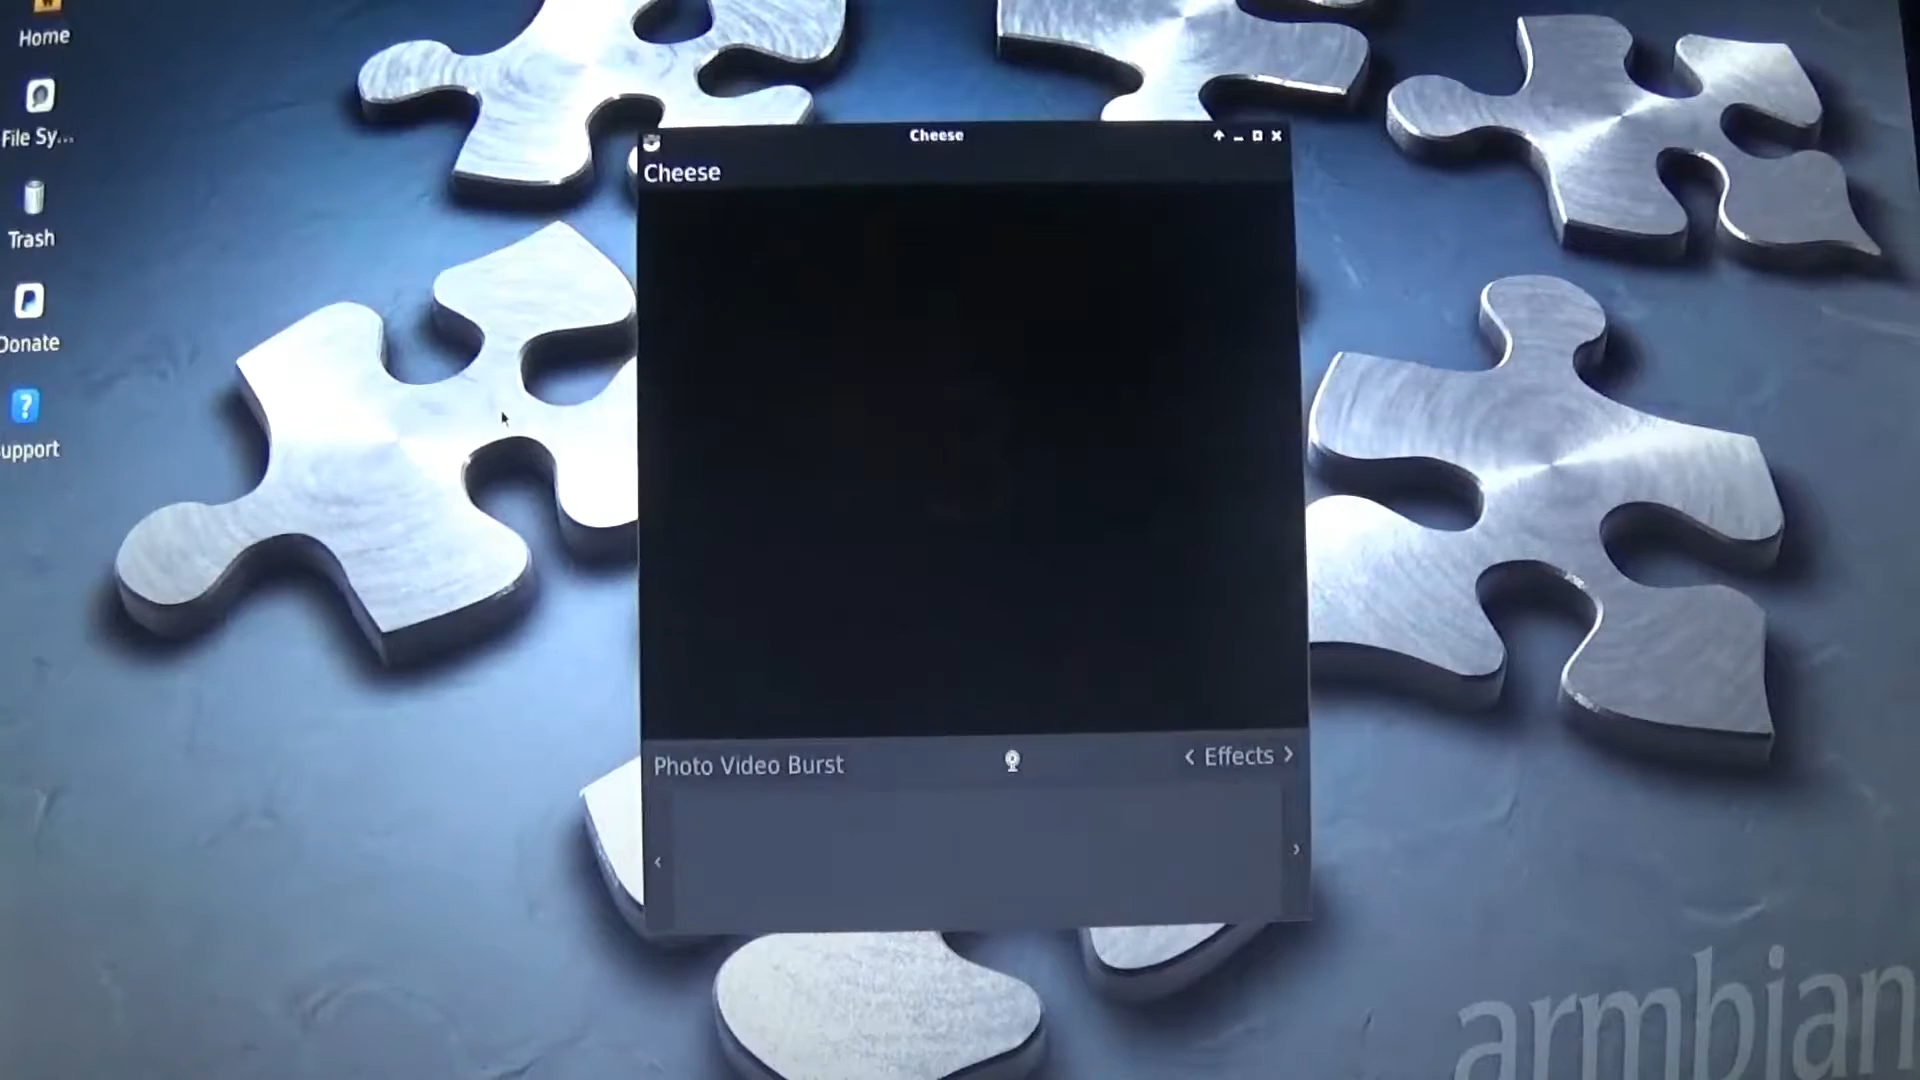 Home
File Sy...
Trash
Donate
upport
Cheese
Cheese
Photo Video Burst
Effects
armbian